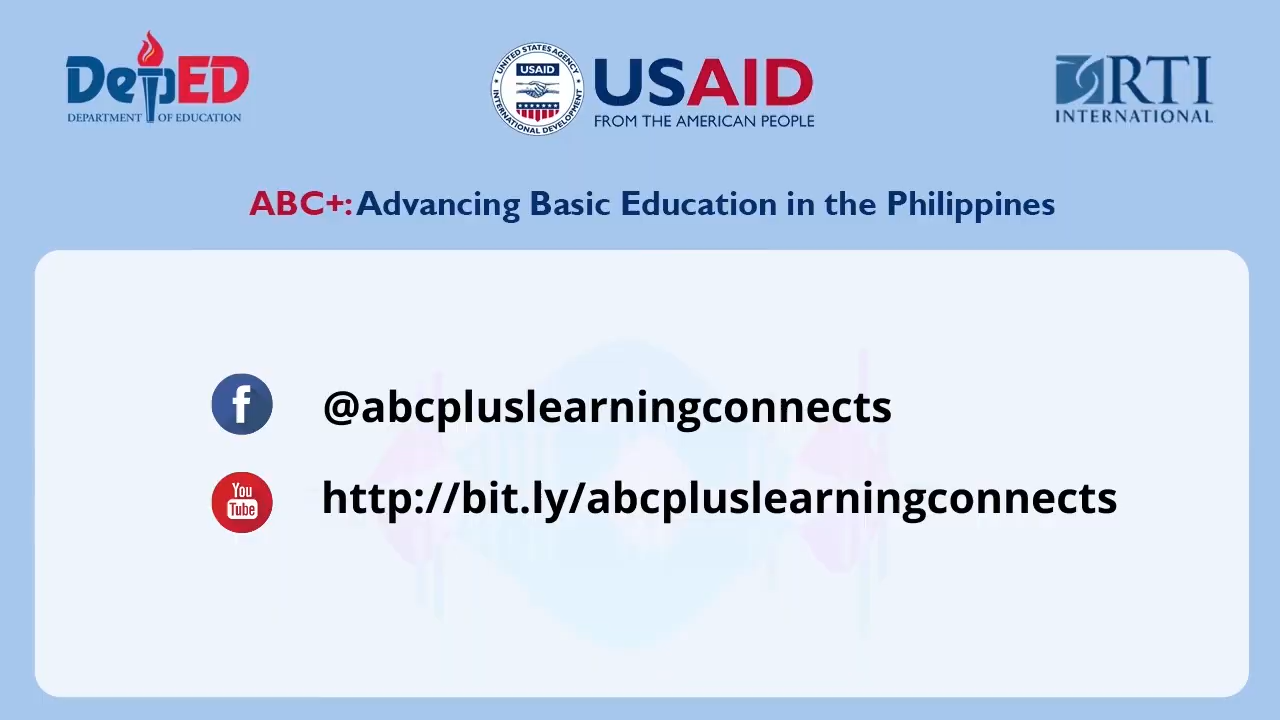 DepED
DEPARTMENT OF EDUCATION
UNITED STATES AGENCY
USAID
INTERNATIONAL DEVELOPMENT
USAID
FROM THE AMERICAN PEOPLE
RTI
INTERNATIONAL
ABC+: Advancing Basic Education in the Philippines
f
@abcpluslearningconnects
You
Tube
http://bit.ly/abcpluslearningconnects